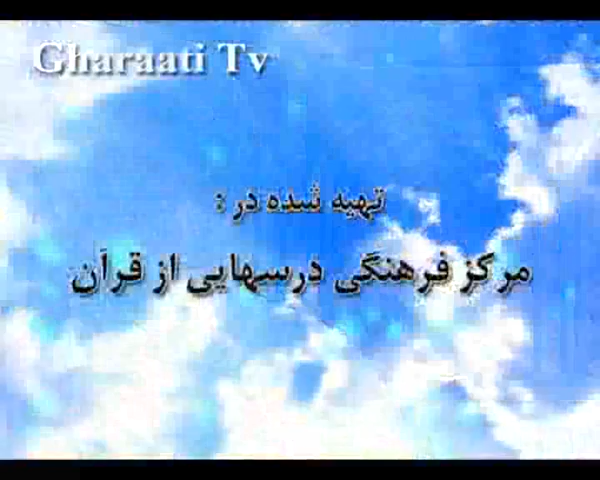 Gharaati Tv
تهیه شده در :
مرکز فرهنگی درسهایی از قرآن